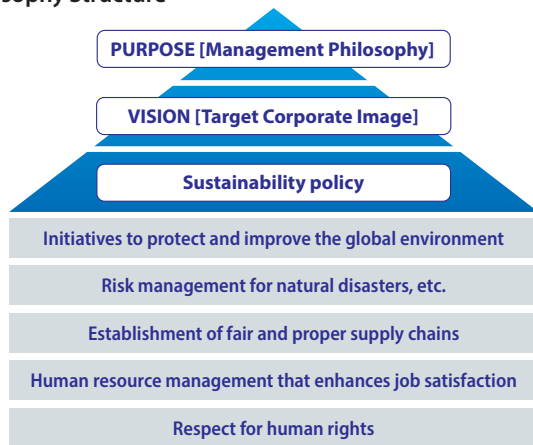 Structure
PURPOSE [Management Philosophy]
VISION [Target Corporate Image]
Sustainability policy
Initiatives to protect and improve the global environment
Risk management for natural disasters, etc.
Establishment of fair and proper supply chains
Human resource management that enhances job satisfaction
Respect for human rights